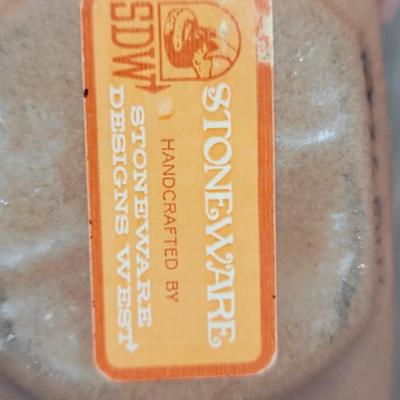 STONEWARE
HANDCRAFTED BY
SDW
STONEWARE
DESIGNS WEST